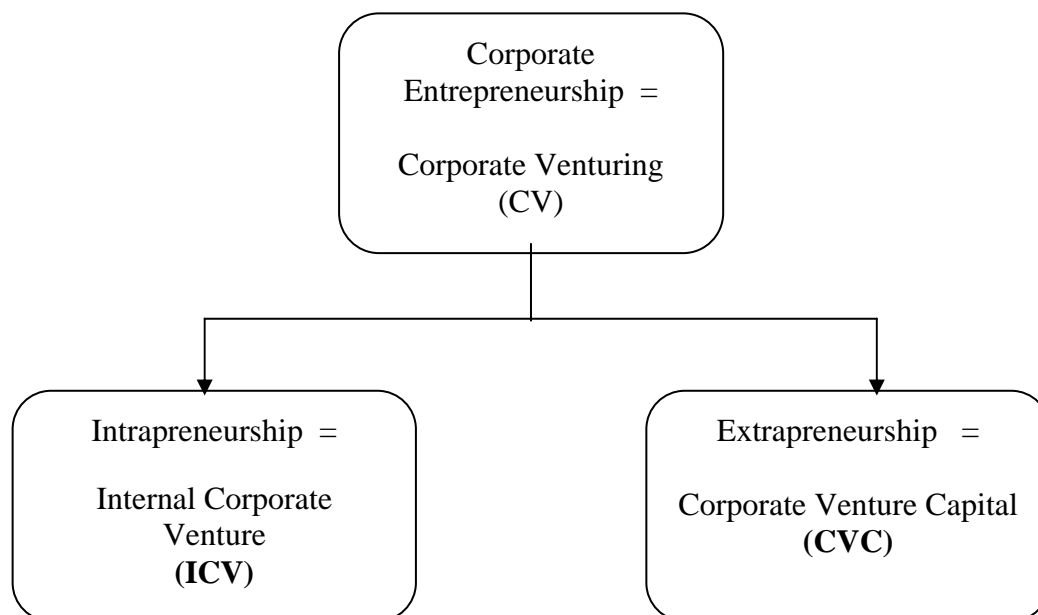 Corporate
Entrepreneurship =
Corporate Venturing
(CV)
Intrapreneurship =
Internal Corporate
Venture
(ICV)
Extrapreneurship =
Corporate Venture Capital
(CVC)